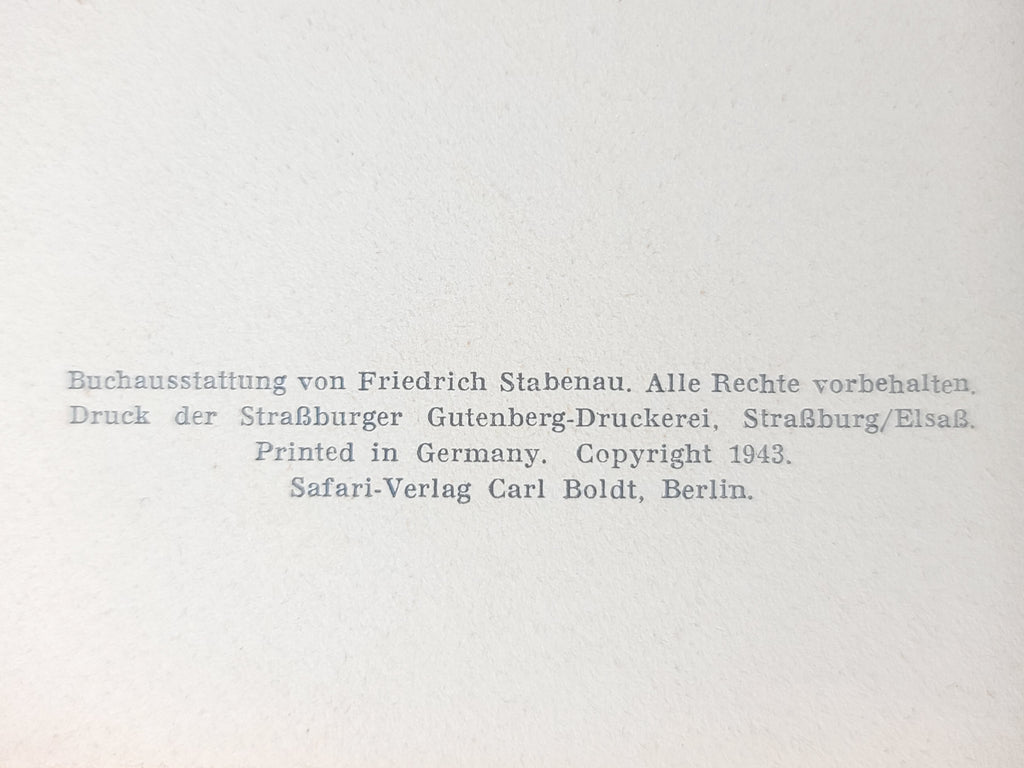 Buchausstattung von Friedrich Stabenau. Alle Rechte vorbehalten.
Druck der Straßburger Gutenberg-Druckerei, Straßburg/Elsaß.
Printed in Germany. Copyright 1943.
Safari-Verlag Carl Boldt, Berlin.